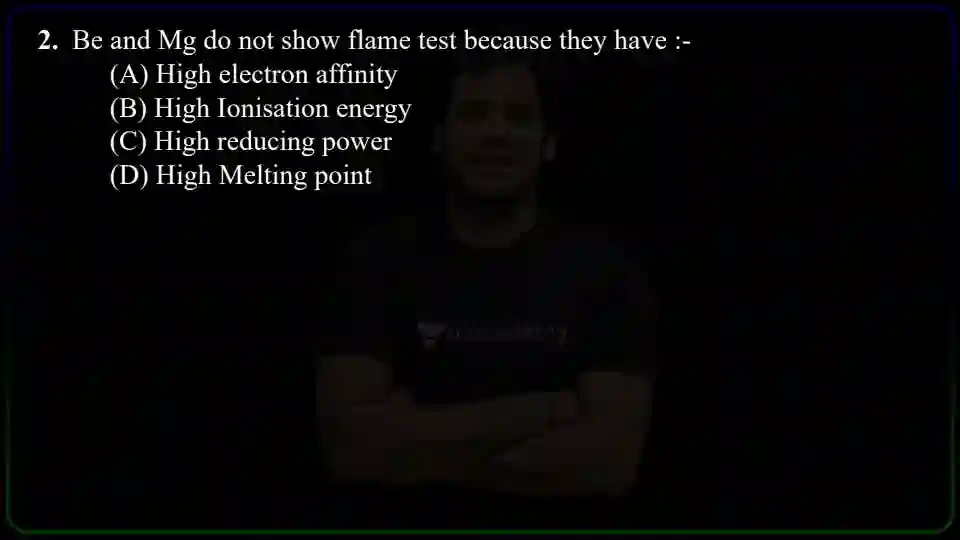 2. Be and Mg do not show flame test because they have :-
(A) High electron affinity
(B) High Ionisation energy
(C) High reducing power
(D) High Melting point